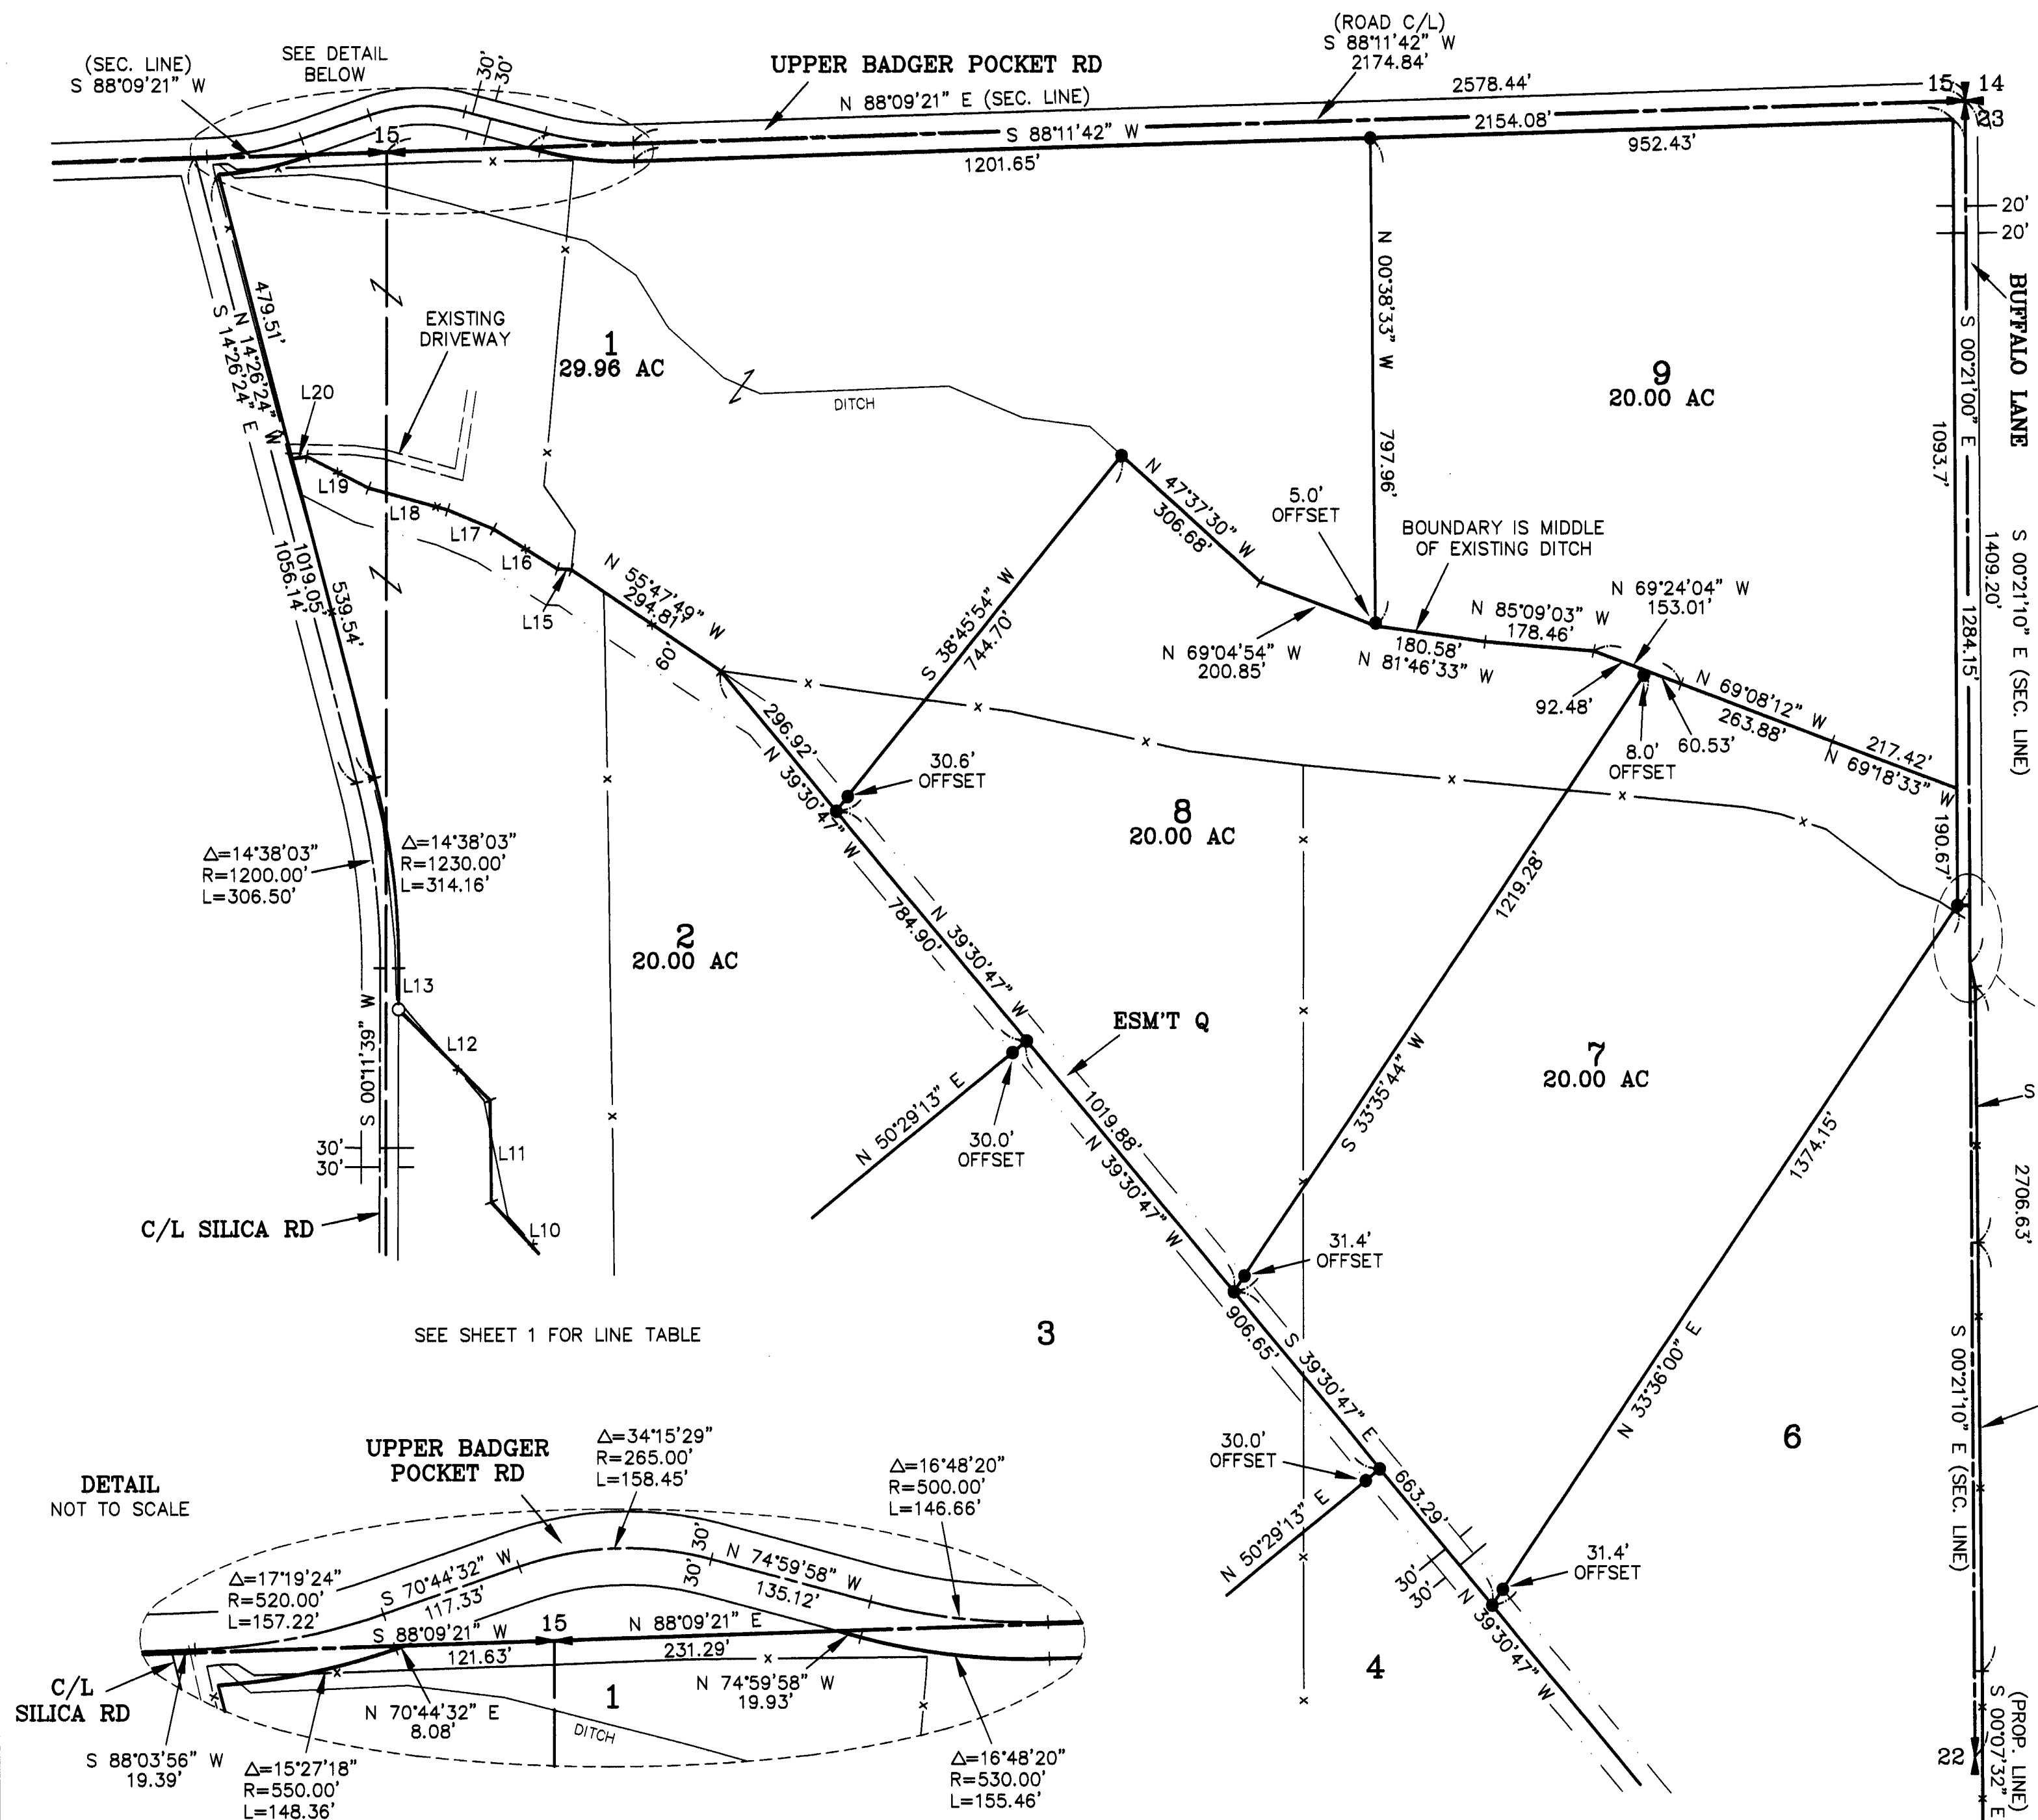 (SEC. LINE)
S 88°09'21" W
SEE DETAIL
BELOW
30'
30'
UPPER BADGER POCKET RD
(ROAD C/L)
S 88°11'42" W
2174.84'
N 88°09'21" E (SEC. LINE)
2578.44'
15
14
23
15
S 88°11'42" W
2154.08'
1201.65'
952.43'
20'
20'
BUFFALO LANE
S 00°21'00" E
1284.15'
1093.7'
S 00°21'10" E (SEC. LINE)
1409.20'
479.51'
N 14°26'24" W
S 14°26'24" E
EXISTING
DRIVEWAY
1
29.96 AC
DITCH
N 00°38'33" W
797.96'
9
20.00 AC
L20
L19
L18
L17
L16
L15
N 55°47'49" W
294.81'
60'
1019.05'
1056.14'
539.54'
N 47°37'30" W
306.68'
5.0'
OFFSET
BOUNDARY IS MIDDLE
OF EXISTING DITCH
S 38°45'54" W
744.70'
N 69°04'54" W
200.85'
180.58'
N 81°46'33" W
N 85°09'03" W
178.46'
N 69°24'04" W
153.01'
92.48'
8.0'
OFFSET
60.53'
N 69°08'12" W
263.88'
217.42'
N 69°18'33" W
190.67'
296.92'
N 39°30'47" W
30.6'
OFFSET
8
20.00 AC
Δ=14°38'03"
R=1200.00'
L=306.50'
Δ=14°38'03"
R=1230.00'
L=314.16'
2
20.00 AC
784.90'
N 39°30'47" W
1219.28'
S 33°35'44" W
L13
L12
L11
L10
S 00°11'39" W
30'
30'
C/L SILICA RD
N 50°29'13" E
30.0'
OFFSET
ESM'T Q
1019.88'
N 39°30'47" W
7
20.00 AC
1374.15'
N 33°36'00" E
S
2706.63'
S 00°21'10" E (SEC. LINE)
31.4'
OFFSET
906.65'
S 39°30'47" E
SEE SHEET 1 FOR LINE TABLE
3
6
30.0'
OFFSET
N 50°29'13" E
663.29'
30'
30'
N 39°30'47" W
31.4'
OFFSET
4
22
(PROP. LINE)
S 00°07'32" E
DETAIL
NOT TO SCALE
UPPER BADGER
POCKET RD
Δ=34°15'29"
R=265.00'
L=158.45'
Δ=16°48'20"
R=500.00'
L=146.66'
Δ=17°19'24"
R=520.00'
L=157.22'
S 70°44'32" W
117.33'
30'
30'
N 74°59'58" W
135.12'
S 88°09'21" W
121.63'
15
N 88°09'21" E
231.29'
C/L
SILICA RD
N 70°44'32" E
8.08'
1
DITCH
N 74°59'58" W
19.93'
S 88°03'56" W
19.39'
Δ=15°27'18"
R=550.00'
L=148.36'
Δ=16°48'20"
R=530.00'
L=155.46'